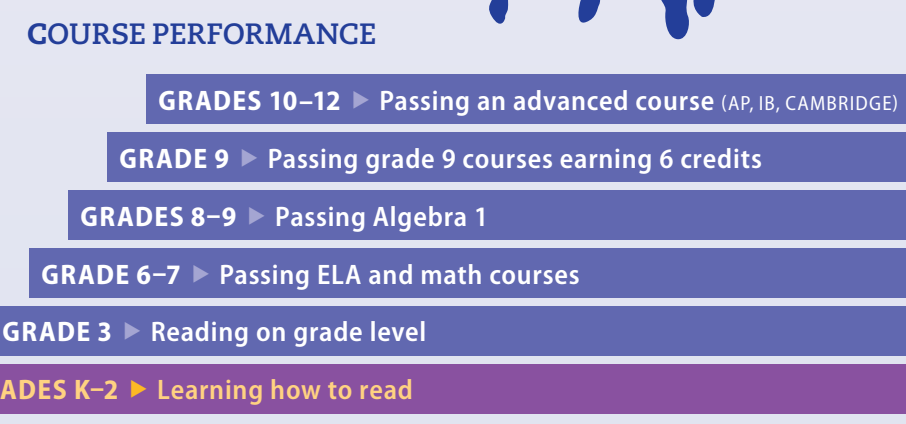 COURSE PERFORMANCE
GRADES 10–12 ▶ Passing an advanced course (AP, IB, CAMBRIDGE)
GRADE 9 ▶ Passing grade 9 courses earning 6 credits
GRADES 8–9 ▶ Passing Algebra 1
GRADE 6–7 ▶ Passing ELA and math courses
GRADE 3 ▶ Reading on grade level
ADES K–2 ▶ Learning how to read